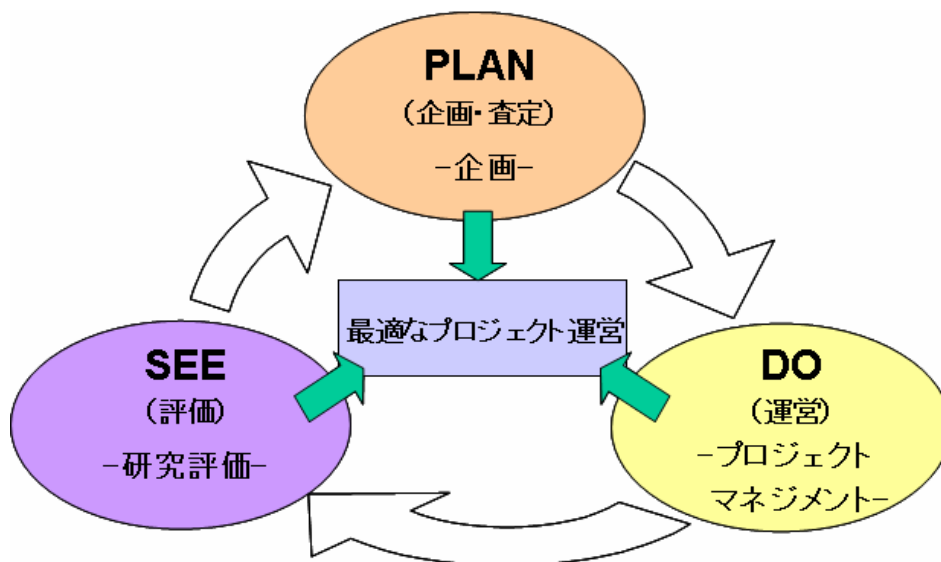 PLAN
(企画・査定)
-企画-
最適なプロジェクト運営
SEE
(評価)
-研究評価-
DO
(運営)
-プロジェクト
マネジメント-